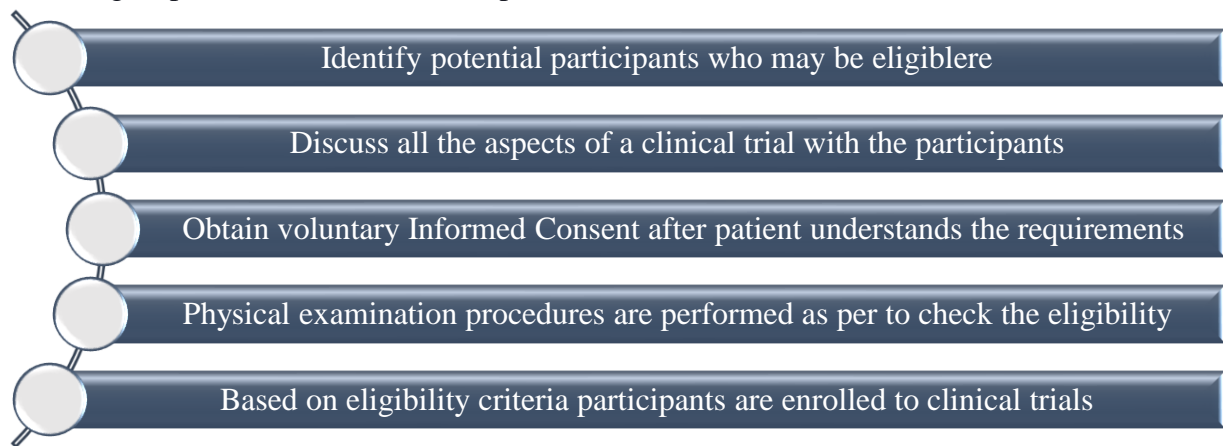 Identify potential participants who may be eligiblere
Discuss all the aspects of a clinical trial with the participants
Obtain voluntary Informed Consent after patient understands the requirements
Physical examination procedures are performed as per to check the eligibility
Based on eligibility criteria participants are enrolled to clinical trials